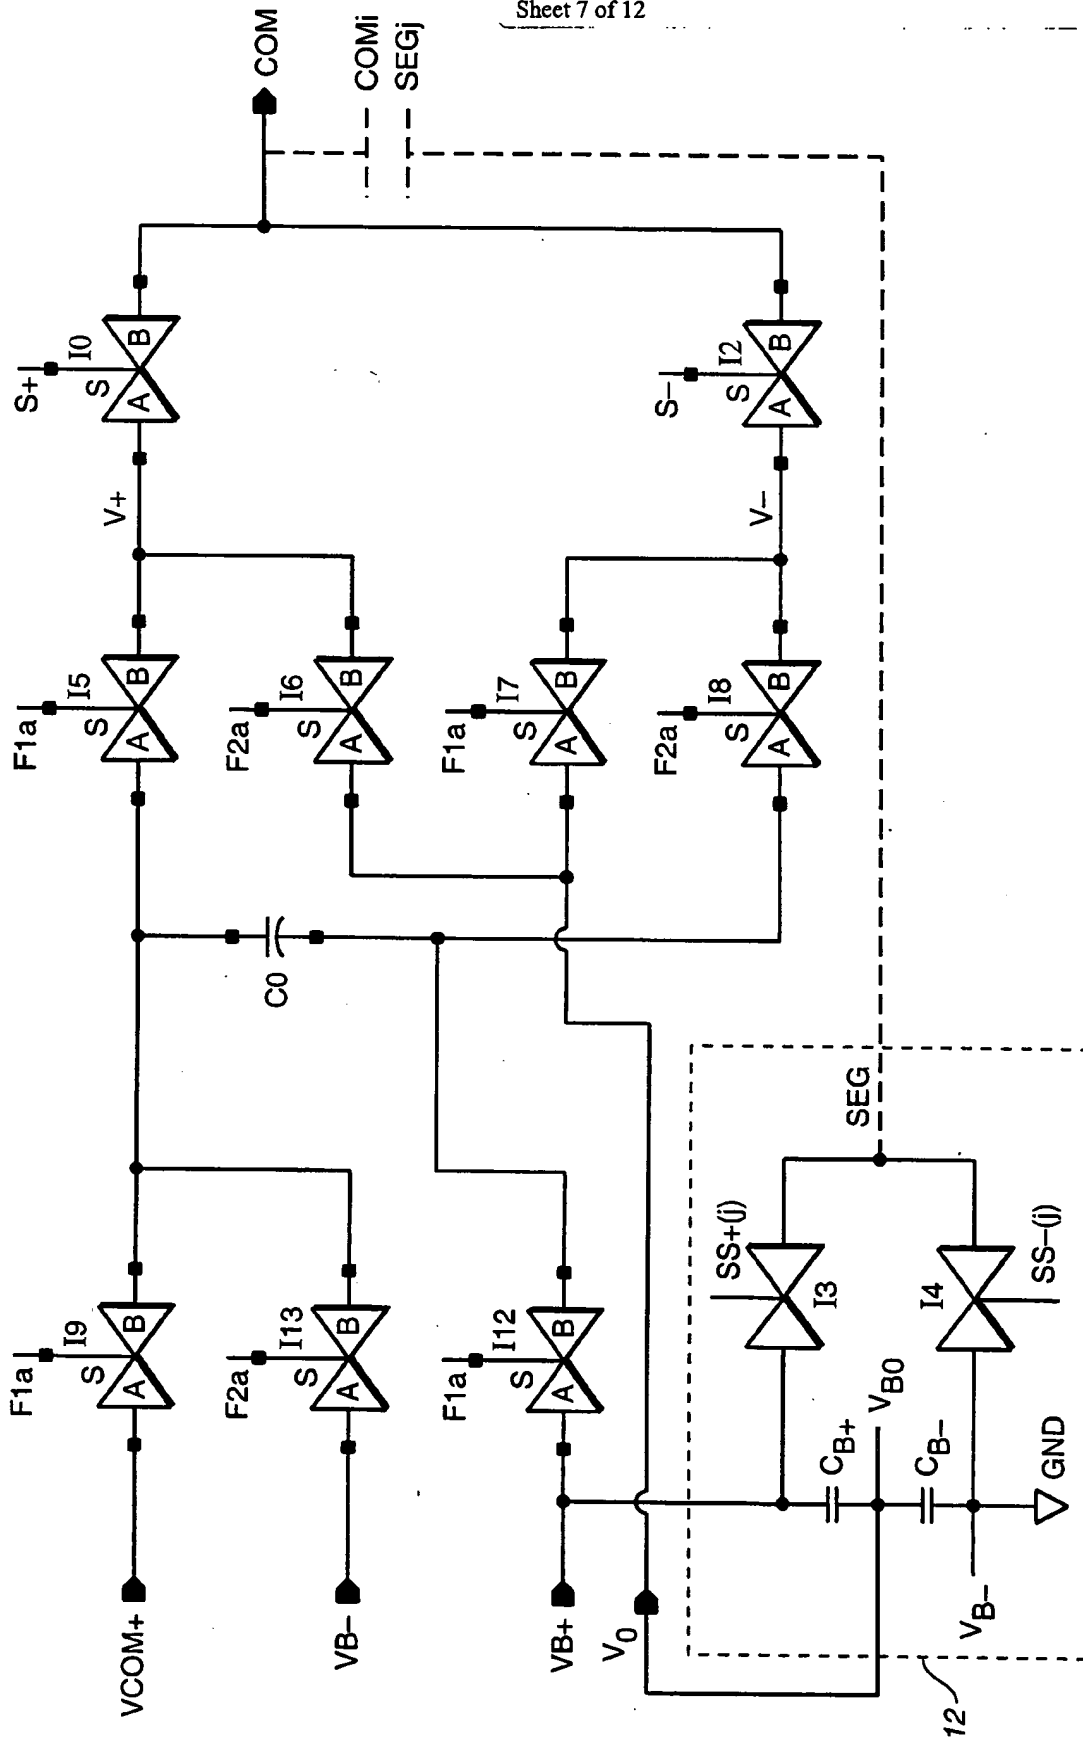 Sheet 7 of 12
COM
COMi
SEGj
S+
I0
S
A
B
V+
S−
I2
S
A
B
V−
F1a
I5
S
A
B
F2a
I6
S
A
B
F1a
I7
S
A
B
F2a
I8
S
A
B
C0
F1a
I9
S
A
B
F2a
I13
S
A
B
F1a
I12
S
A
B
VCOM+
VB−
VB+
V0
SEG
SS+(j)
I3
I4
SS−(j)
CB+
VB0
CB−
VB−
GND
12